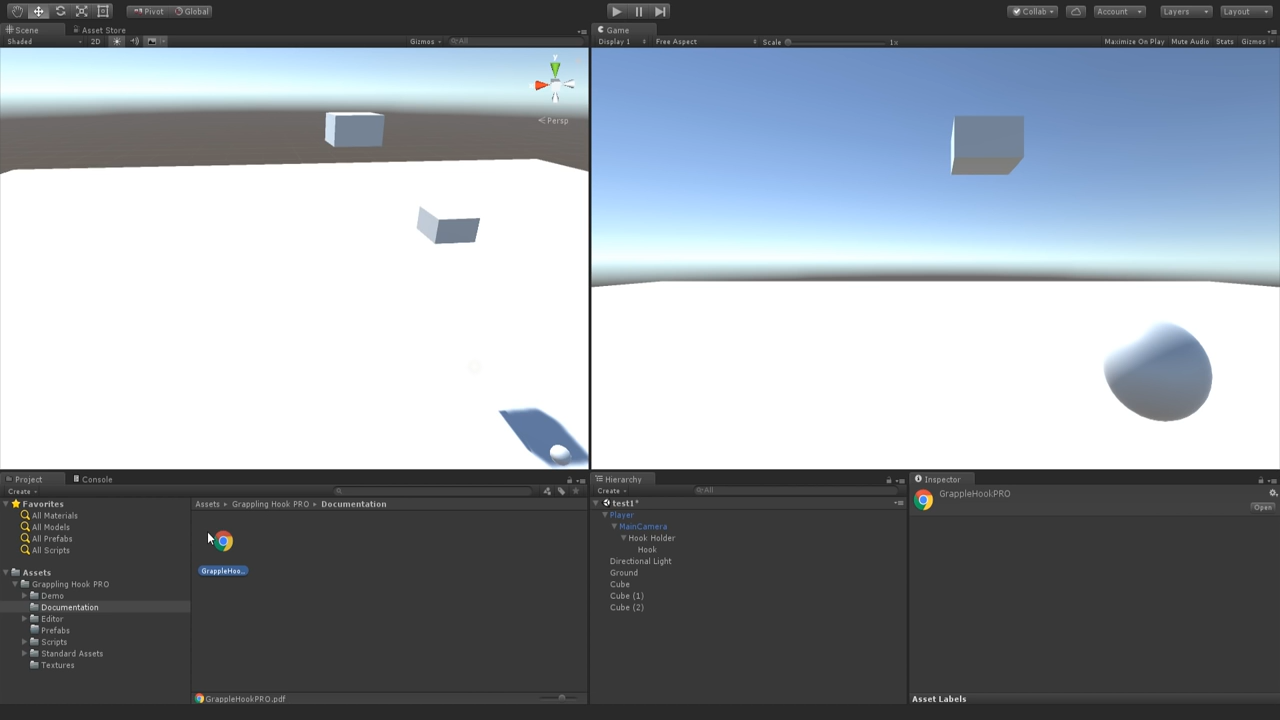 Pivot Global
Collab Account Layers Layout
Scene Asset Store
Shaded 2D Gizmos All
y
Persp
Game
Display 1 Free Aspect Scale 1x Maximize On Play Mute Audio Stats Gizmos
Project Console
Create
Favorites
All Materials
All Models
All Prefabs
All Scripts
Assets
Grappling Hook PRO
Demo
Documentation
Editor
Prefabs
Scripts
Standard Assets
Textures
Assets Grappling Hook PRO Documentation
GrappleHoo...
GrappleHookPRO.pdf
Hierarchy
Create All
test1*
Player
MainCamera
Hook Holder
Hook
Directional Light
Ground
Cube
Cube (1)
Cube (2)
Inspector
GrappleHookPRO
Open
Asset Labels